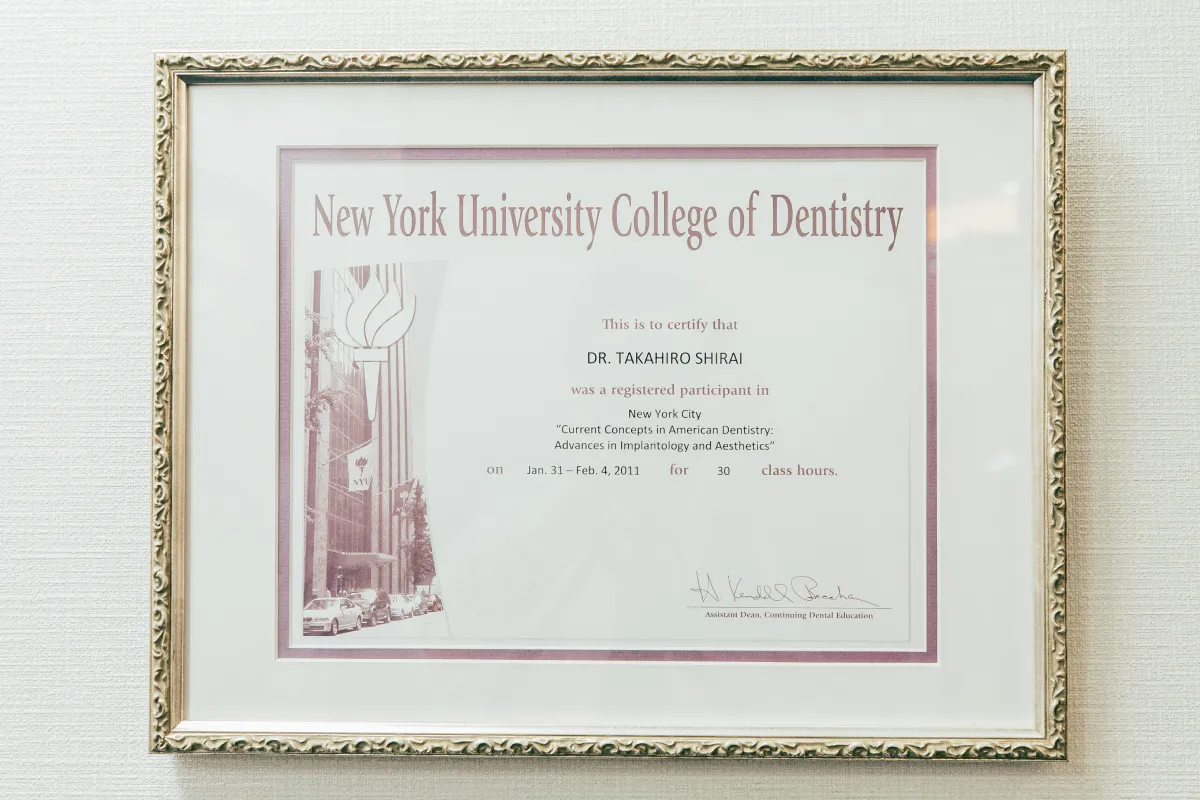 New York University College of Dentistry
This is to certify that
DR. TAKAHIRO SHIRAI
was a registered participant in
New York City
“Current Concepts in American Dentistry:
Advances in Implantology and Aesthetics”
on Jan. 31 – Feb. 4, 2011 for 30 class hours.
NYU
Assistant Dean, Continuing Dental Education